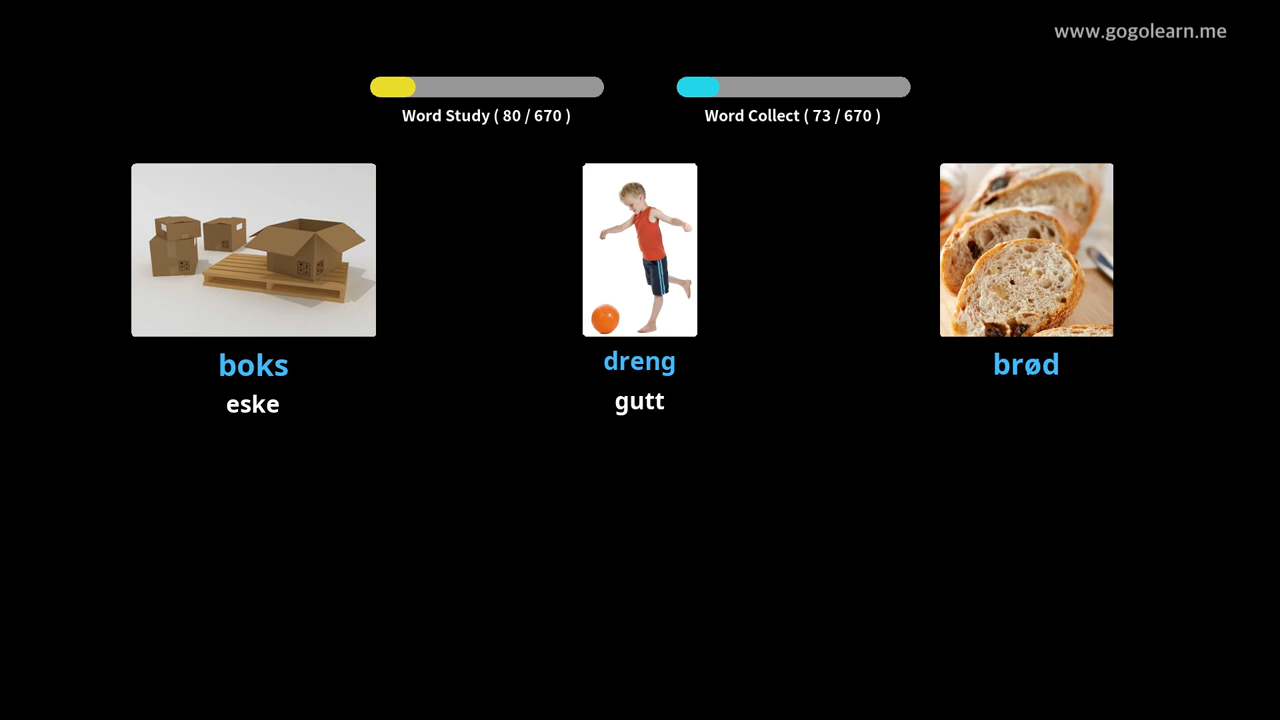 www.gogolearn.me
Word Study ( 80 / 670 )
Word Collect ( 73 / 670 )
boks
dreng
brød
eske
gutt